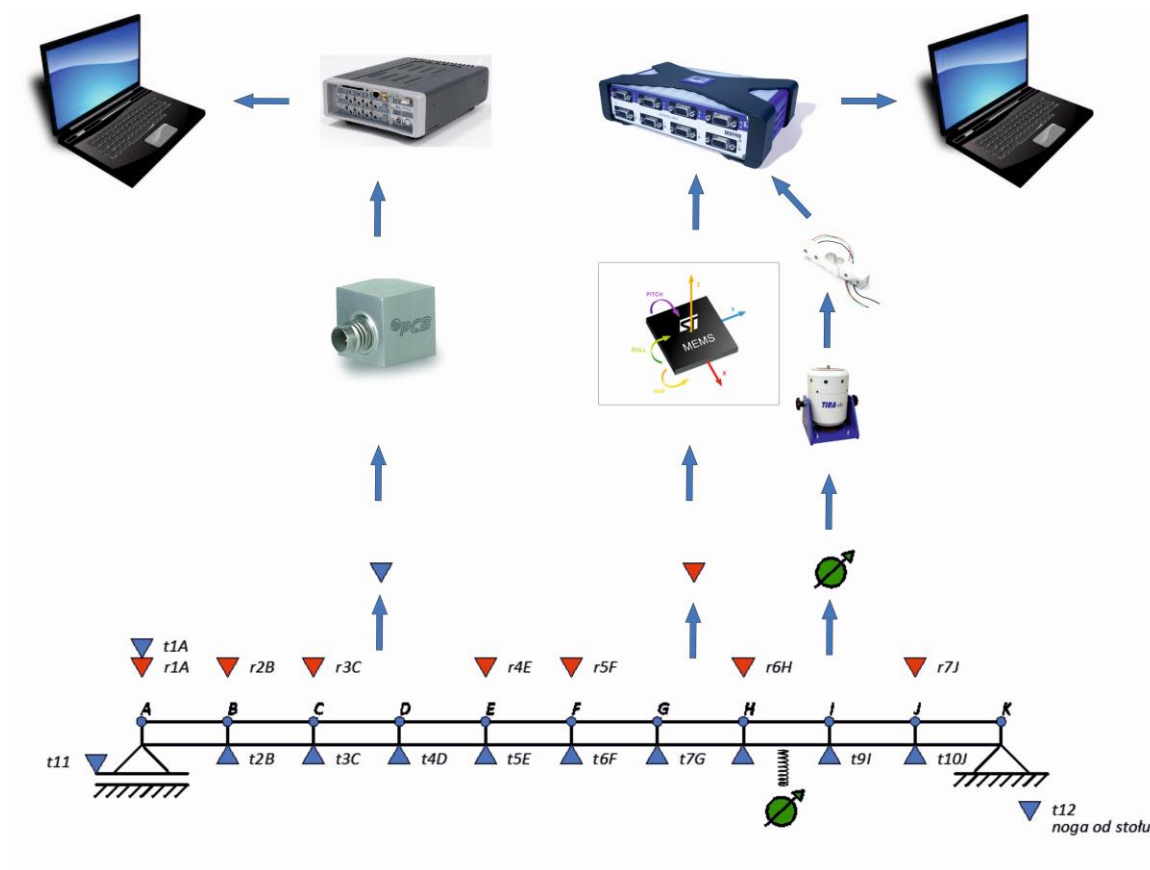 PCB
PITCH
Z
Y
ROLL
MEMS
X
TIRA
t1A
r1A
r2B
r3C
r4E
r5F
r6H
r7J
A
B
C
D
E
F
G
H
I
J
K
t11
t2B
t3C
t4D
t5E
t6F
t7G
t9I
t10J
t12
noga od stołu